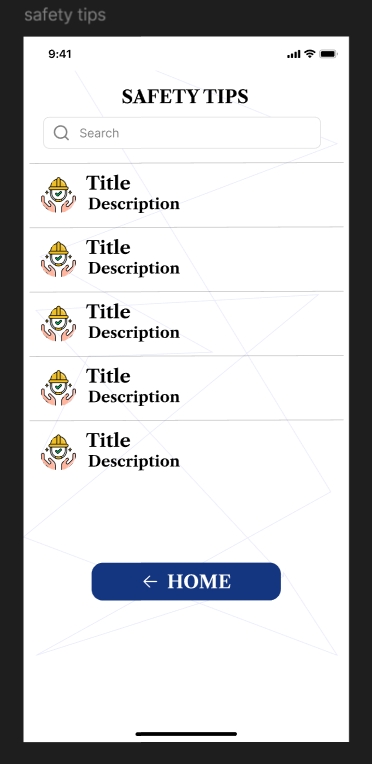 safety tips
9:41
SAFETY TIPS
Search
Title
Description
Title
Description
Title
Description
Title
Description
Title
Description
← HOME